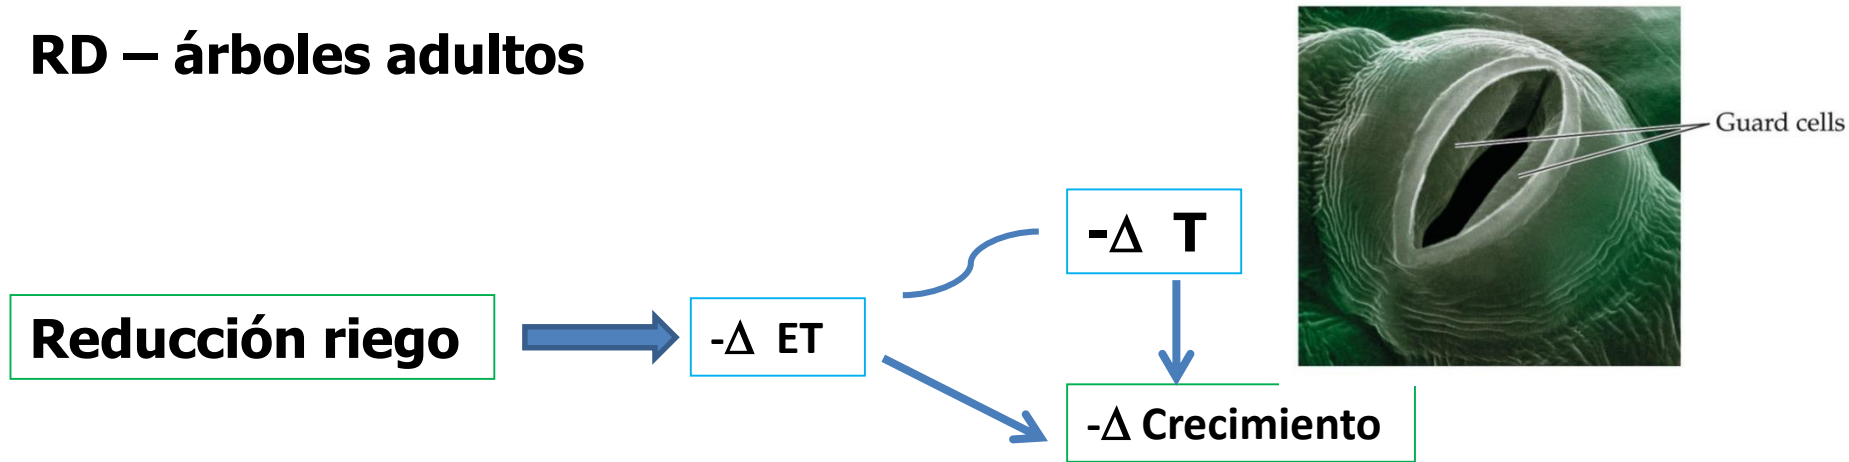 RD – árboles adultos
Guard cells
-Δ T
Reducción riego
-Δ ET
-Δ Crecimiento